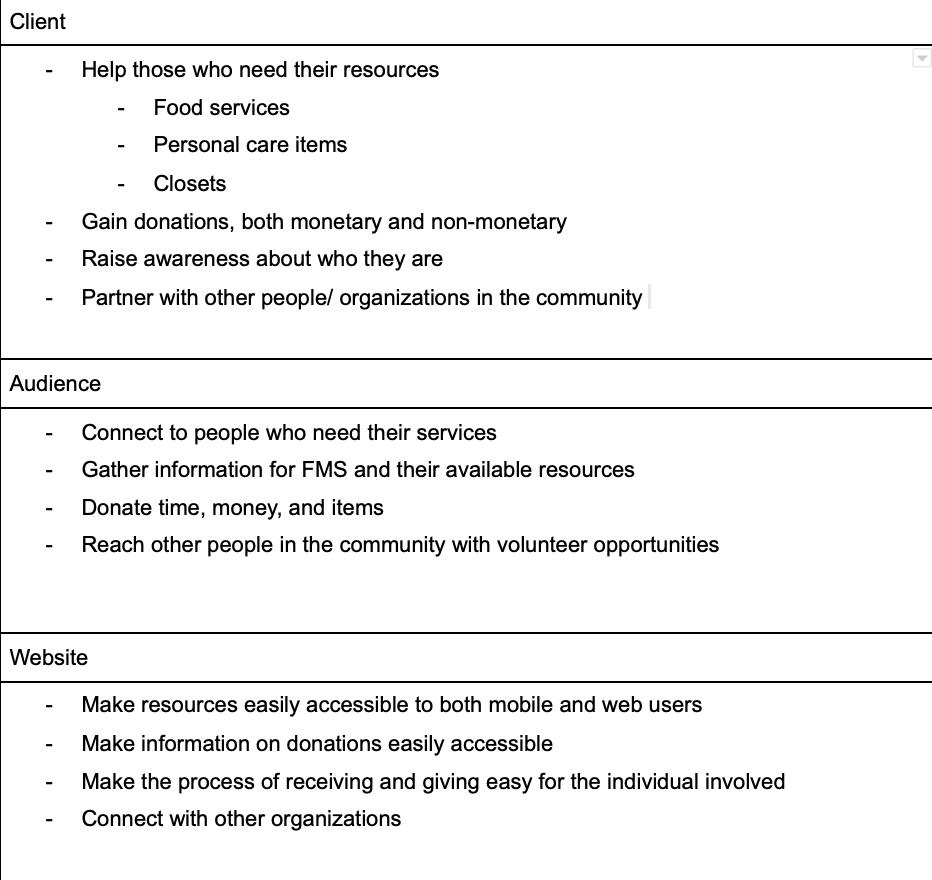 Client
- Help those who need their resources
- Food services
- Personal care items
- Closets
- Gain donations, both monetary and non-monetary
- Raise awareness about who they are
- Partner with other people/ organizations in the community
Audience
- Connect to people who need their services
- Gather information for FMS and their available resources
- Donate time, money, and items
- Reach other people in the community with volunteer opportunities
Website
- Make resources easily accessible to both mobile and web users
- Make information on donations easily accessible
- Make the process of receiving and giving easy for the individual involved
- Connect with other organizations